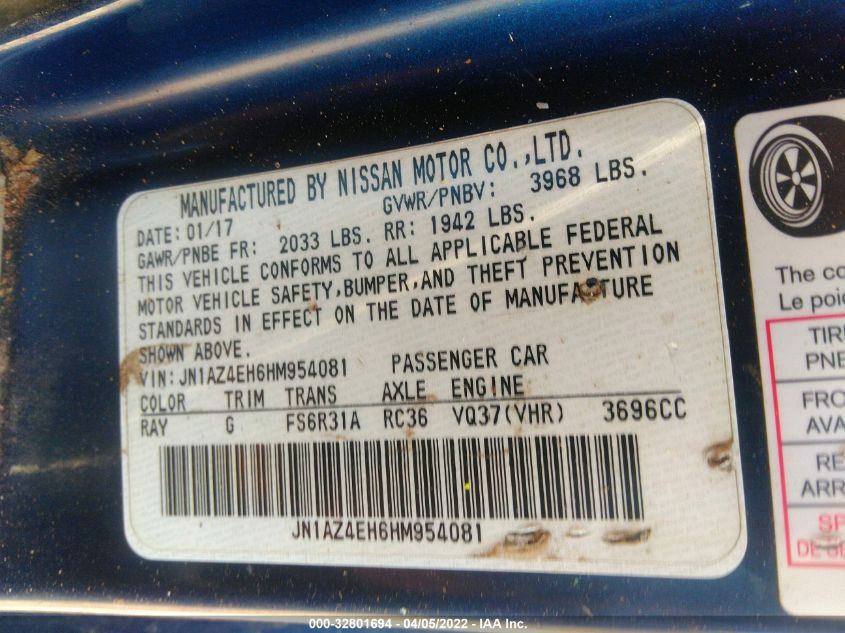 MANUFACTURED BY NISSAN MOTOR CO.,LTD.
DATE: 01/17 GVWR/PNBV: 3968 LBS.
GAWR/PNBE FR: 2033 LBS. RR: 1942 LBS.
THIS VEHICLE CONFORMS TO ALL APPLICABLE FEDERAL
MOTOR VEHICLE SAFETY,BUMPER,AND THEFT PREVENTION
STANDARDS IN EFFECT ON THE DATE OF MANUFACTURE
SHOWN ABOVE.
VIN: JN1AZ4EH6HM954081 PASSENGER CAR
COLOR TRIM TRANS AXLE ENGINE
RAY G FS6R31A RC36 VQ37(VHR) 3696CC
JN1AZ4EH6HM954081
The co
Le poid
TIR
PNE
FRO
AVA
RE
ARR
SP
DE SE
000-32801694 - 04/05/2022 - IAA Inc.